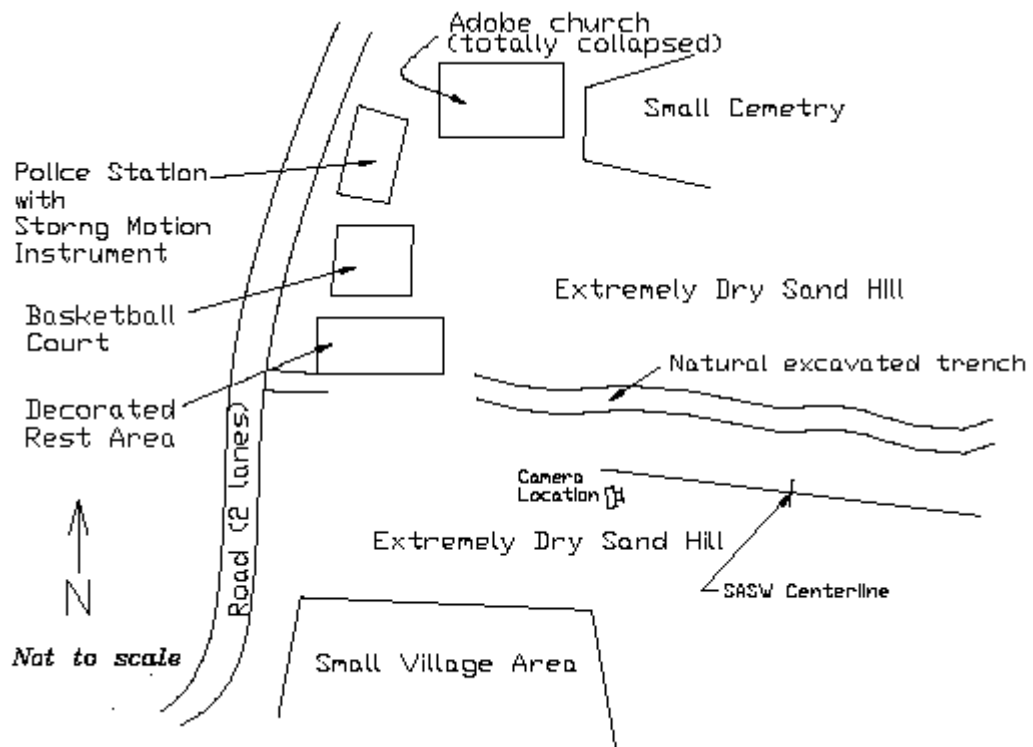 Adobe church
(totally collapsed)
Small Cemetry
Police Station
with
Storng Motion
Instrument
Extremely Dry Sand Hill
Basketball
Court
Natural excavated trench
Decorated
Rest Area
Road (2 lanes)
Camera
Location
Extremely Dry Sand Hill
SASW Centerline
N
Not to scale
Small Village Area